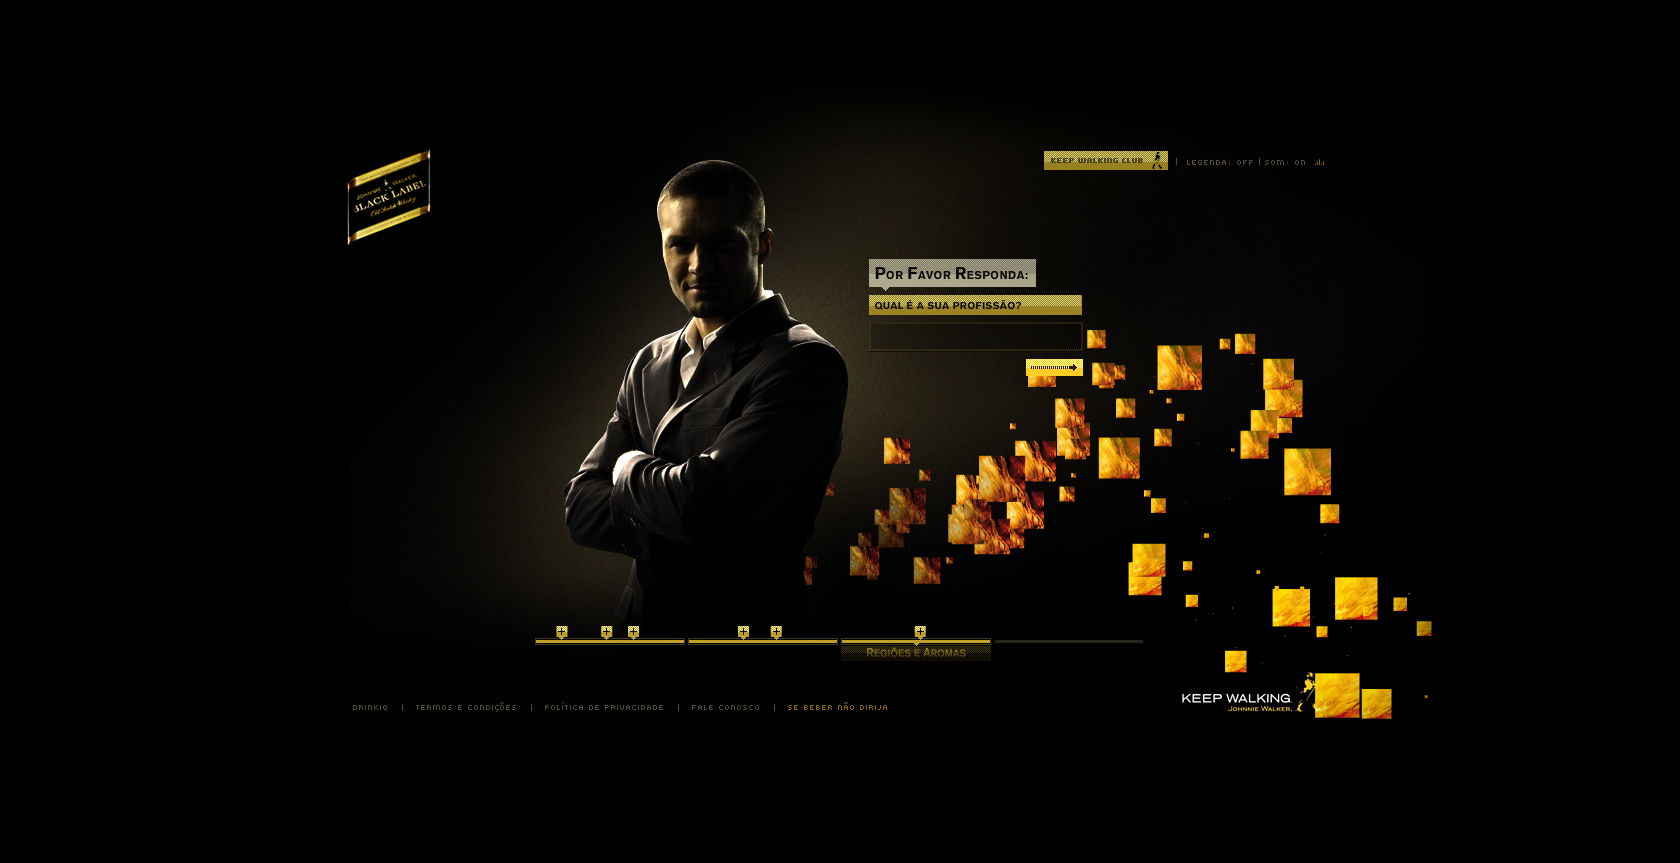 KEEP WALKING CLUB
LEGENDA: OFF | SOM: ON
JOHNNIE WALKER.
BLACK LABEL
Old Scotch Whisky
POR FAVOR RESPONDA:
QUAL É A SUA PROFISSÃO?
REGIÕES E AROMAS
KEEP WALKING
JOHNNIE WALKER.
DRINKIQ | TERMOS E CONDIÇÕES | POLÍTICA DE PRIVACIDADE | FALE CONOSCO | SE BEBER NÃO DIRIJA